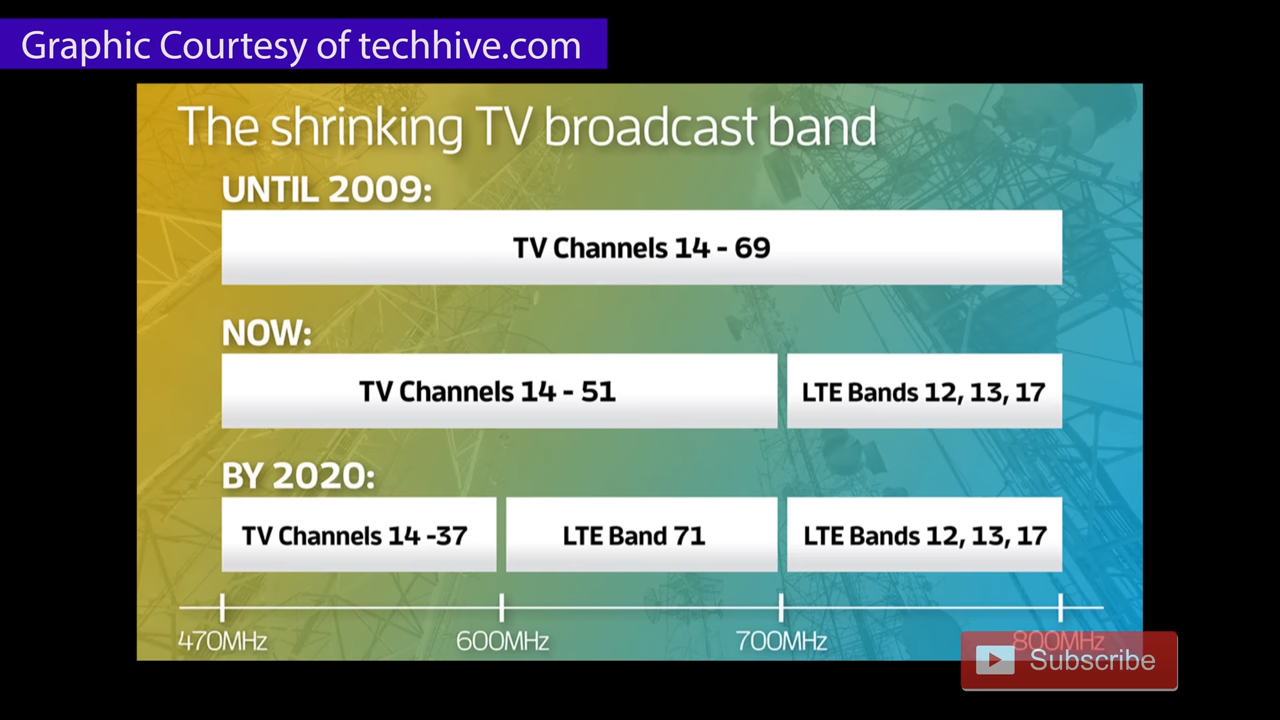 Graphic Courtesy of techhive.com
The shrinking TV broadcast band
UNTIL 2009:
TV Channels 14 - 69
NOW:
TV Channels 14 - 51
LTE Bands 12, 13, 17
BY 2020:
TV Channels 14 -37
LTE Band 71
LTE Bands 12, 13, 17
470MHz
600MHz
700MHz
800MHz
Subscribe